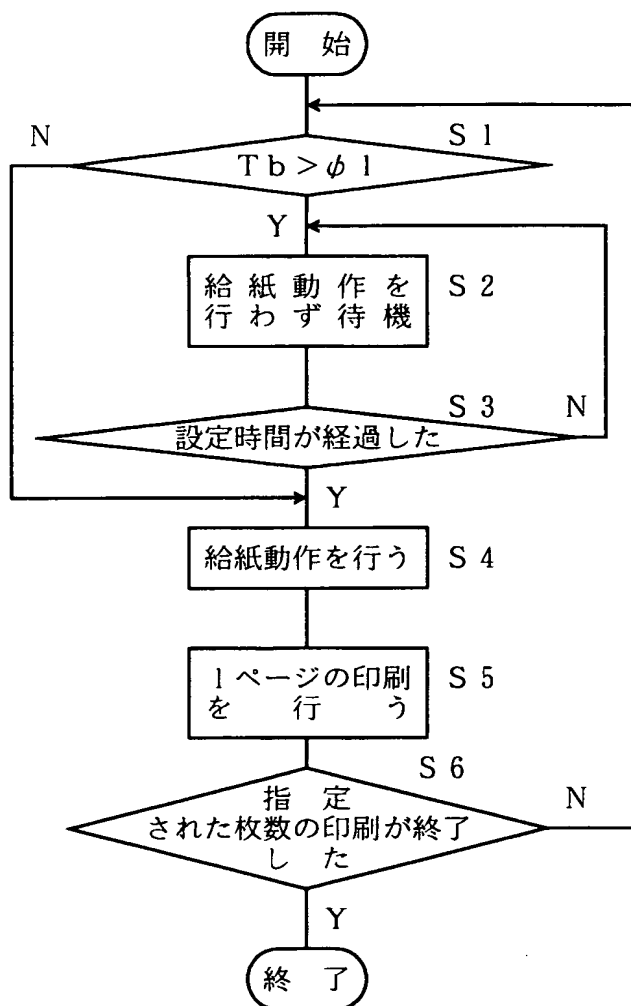 開 始
N
S 1
T b > φ 1
Y
給 紙 動 作 を
行 わ ず 待 機
S 2
S 3
N
設定時間が経過した
Y
給紙動作を行う
S 4
1ページの印刷
を 行 う
S 5
S 6
指 定
された枚数の印刷が終了
し た
N
Y
終 了